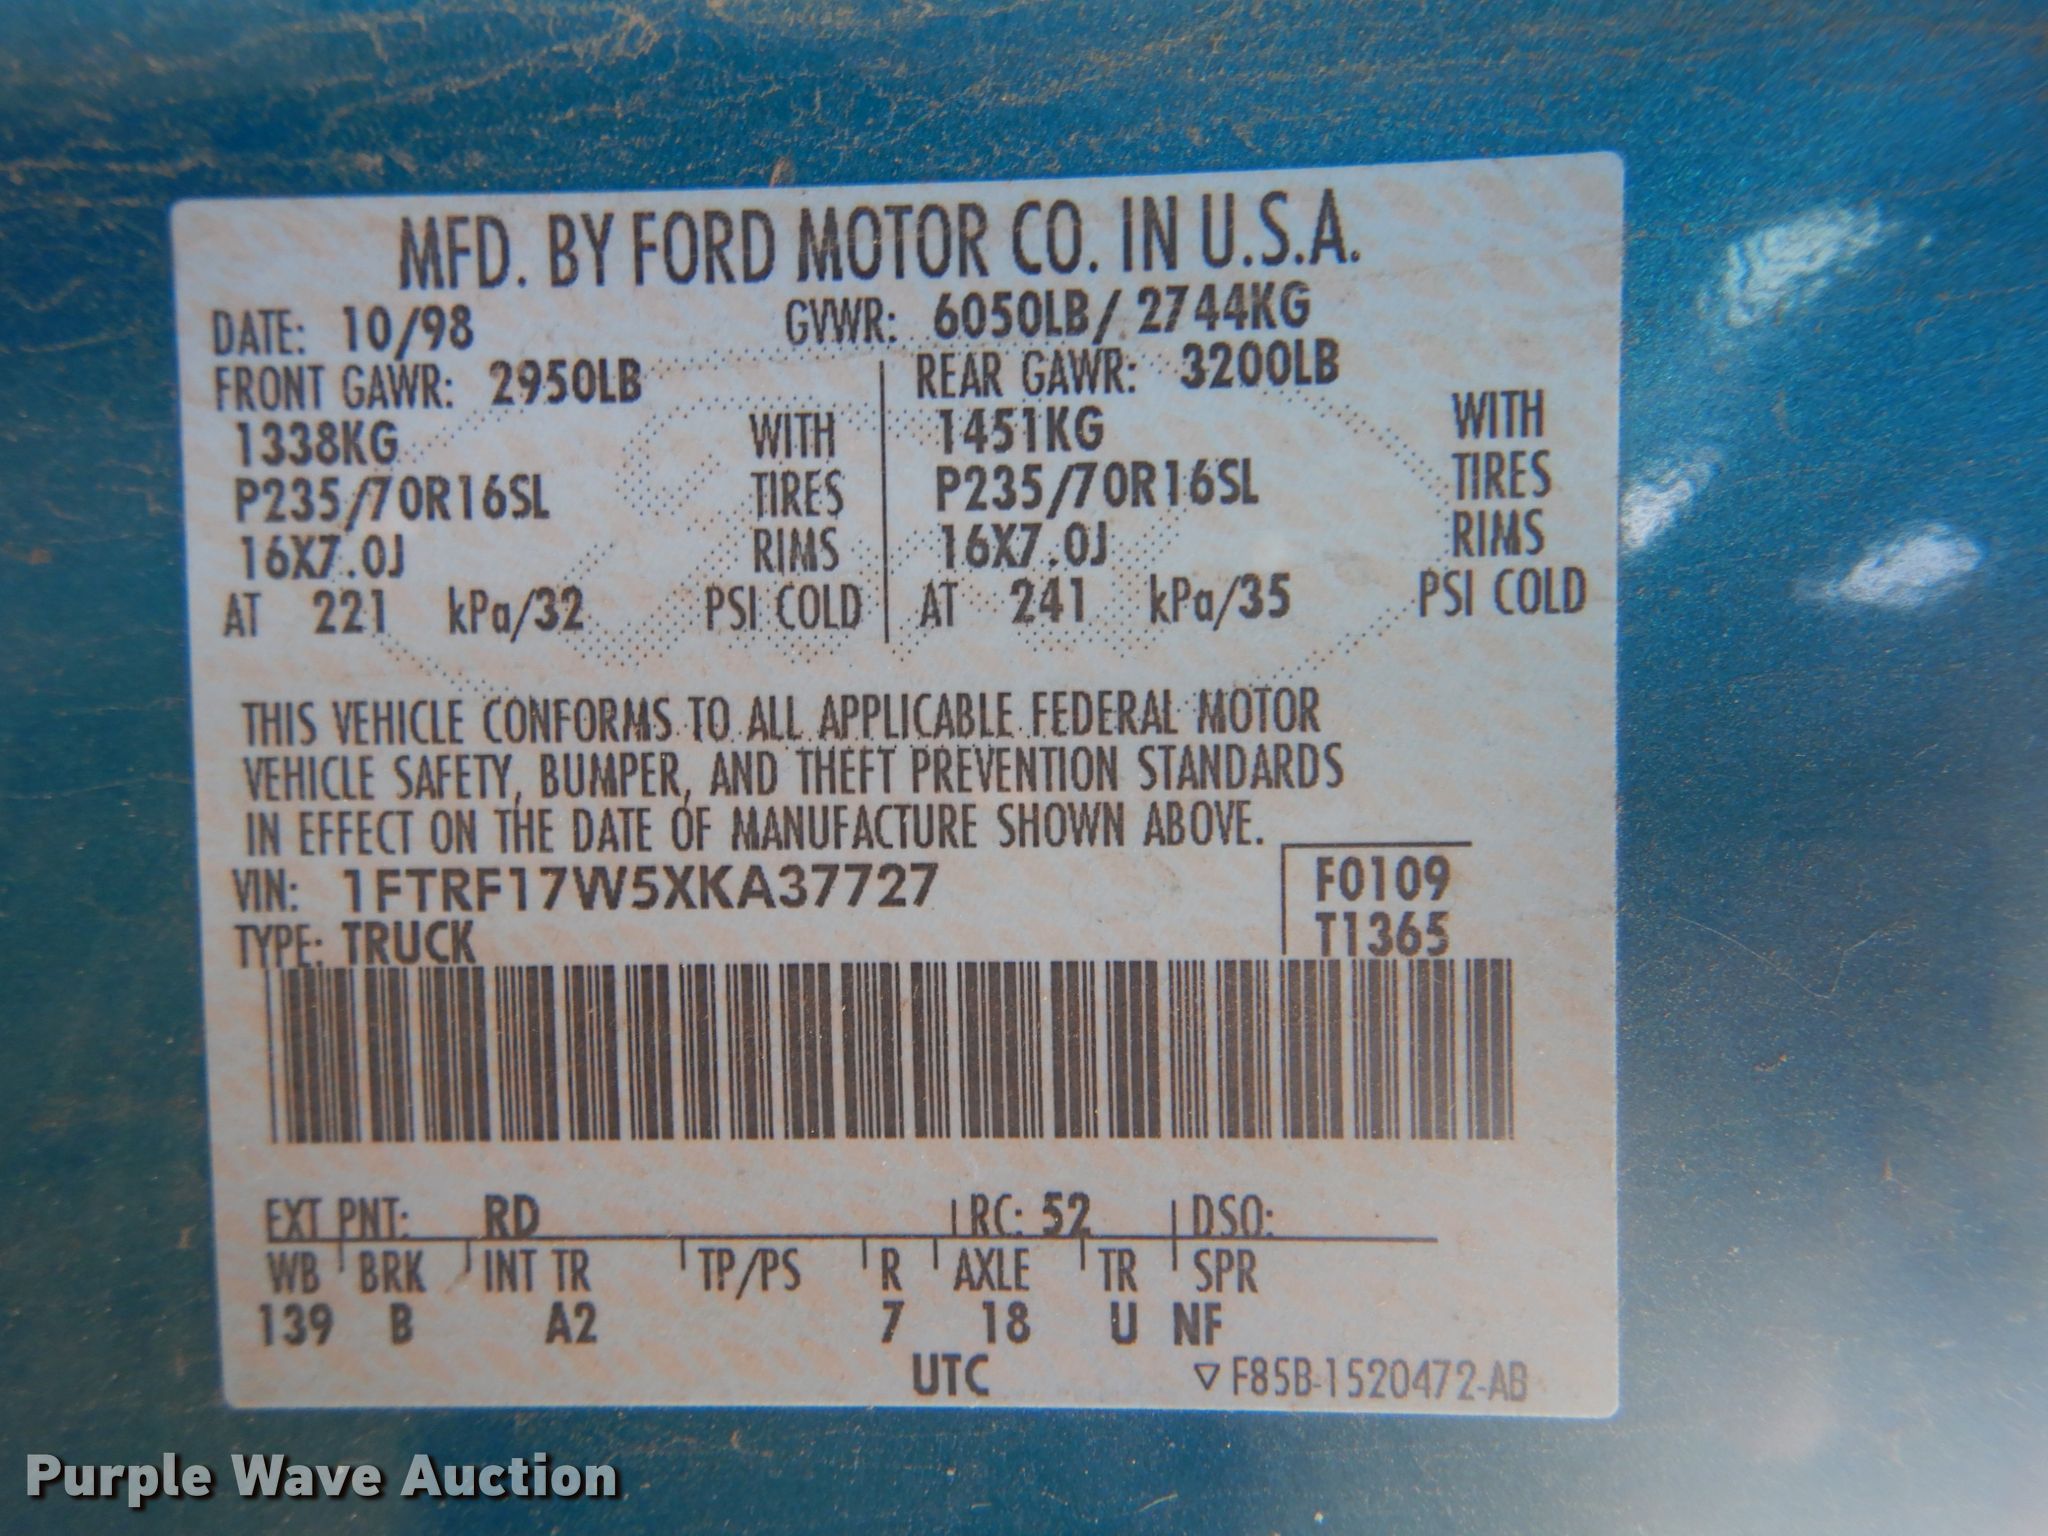 MFD. BY FORD MOTOR CO. IN U.S.A.
DATE: 10/98 GVWR: 6050LB/ 2744KG
FRONT GAWR: 2950LB REAR GAWR: 3200LB
1338KG WITH 1451KG WITH
P235/70R16SL TIRES P235/70R16SL TIRES
16X7.0J RIMS 16X7.0J RIMS
AT 221 kPa/32 PSI COLD AT 241 kPa/35 PSI COLD
THIS VEHICLE CONFORMS TO ALL APPLICABLE FEDERAL MOTOR
VEHICLE SAFETY, BUMPER, AND THEFT PREVENTION STANDARDS
IN EFFECT ON THE DATE OF MANUFACTURE SHOWN ABOVE.
VIN: 1FTRF17W5XKA37727 F0109
TYPE: TRUCK T1365
EXT PNT: RD RC: 52 DSO:
WB BRK INT TR TP/PS R AXLE TR SPR
139 B A2 7 18 U NF
UTC ▽ F85B-1520472-AB
Purple Wave Auction